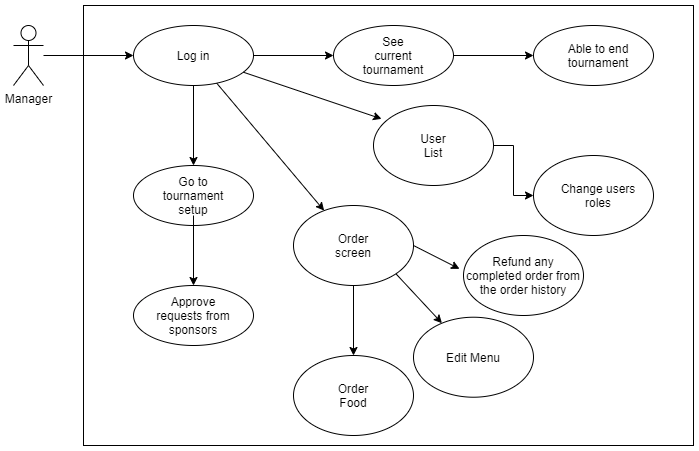 Manager
Log in
See
current
tournament
Able to end
tournament
User
List
Go to
tournament
setup
Change users
roles
Order
screen
Refund any
completed order from
the order history
Approve
requests from
sponsors
Edit Menu
Order
Food